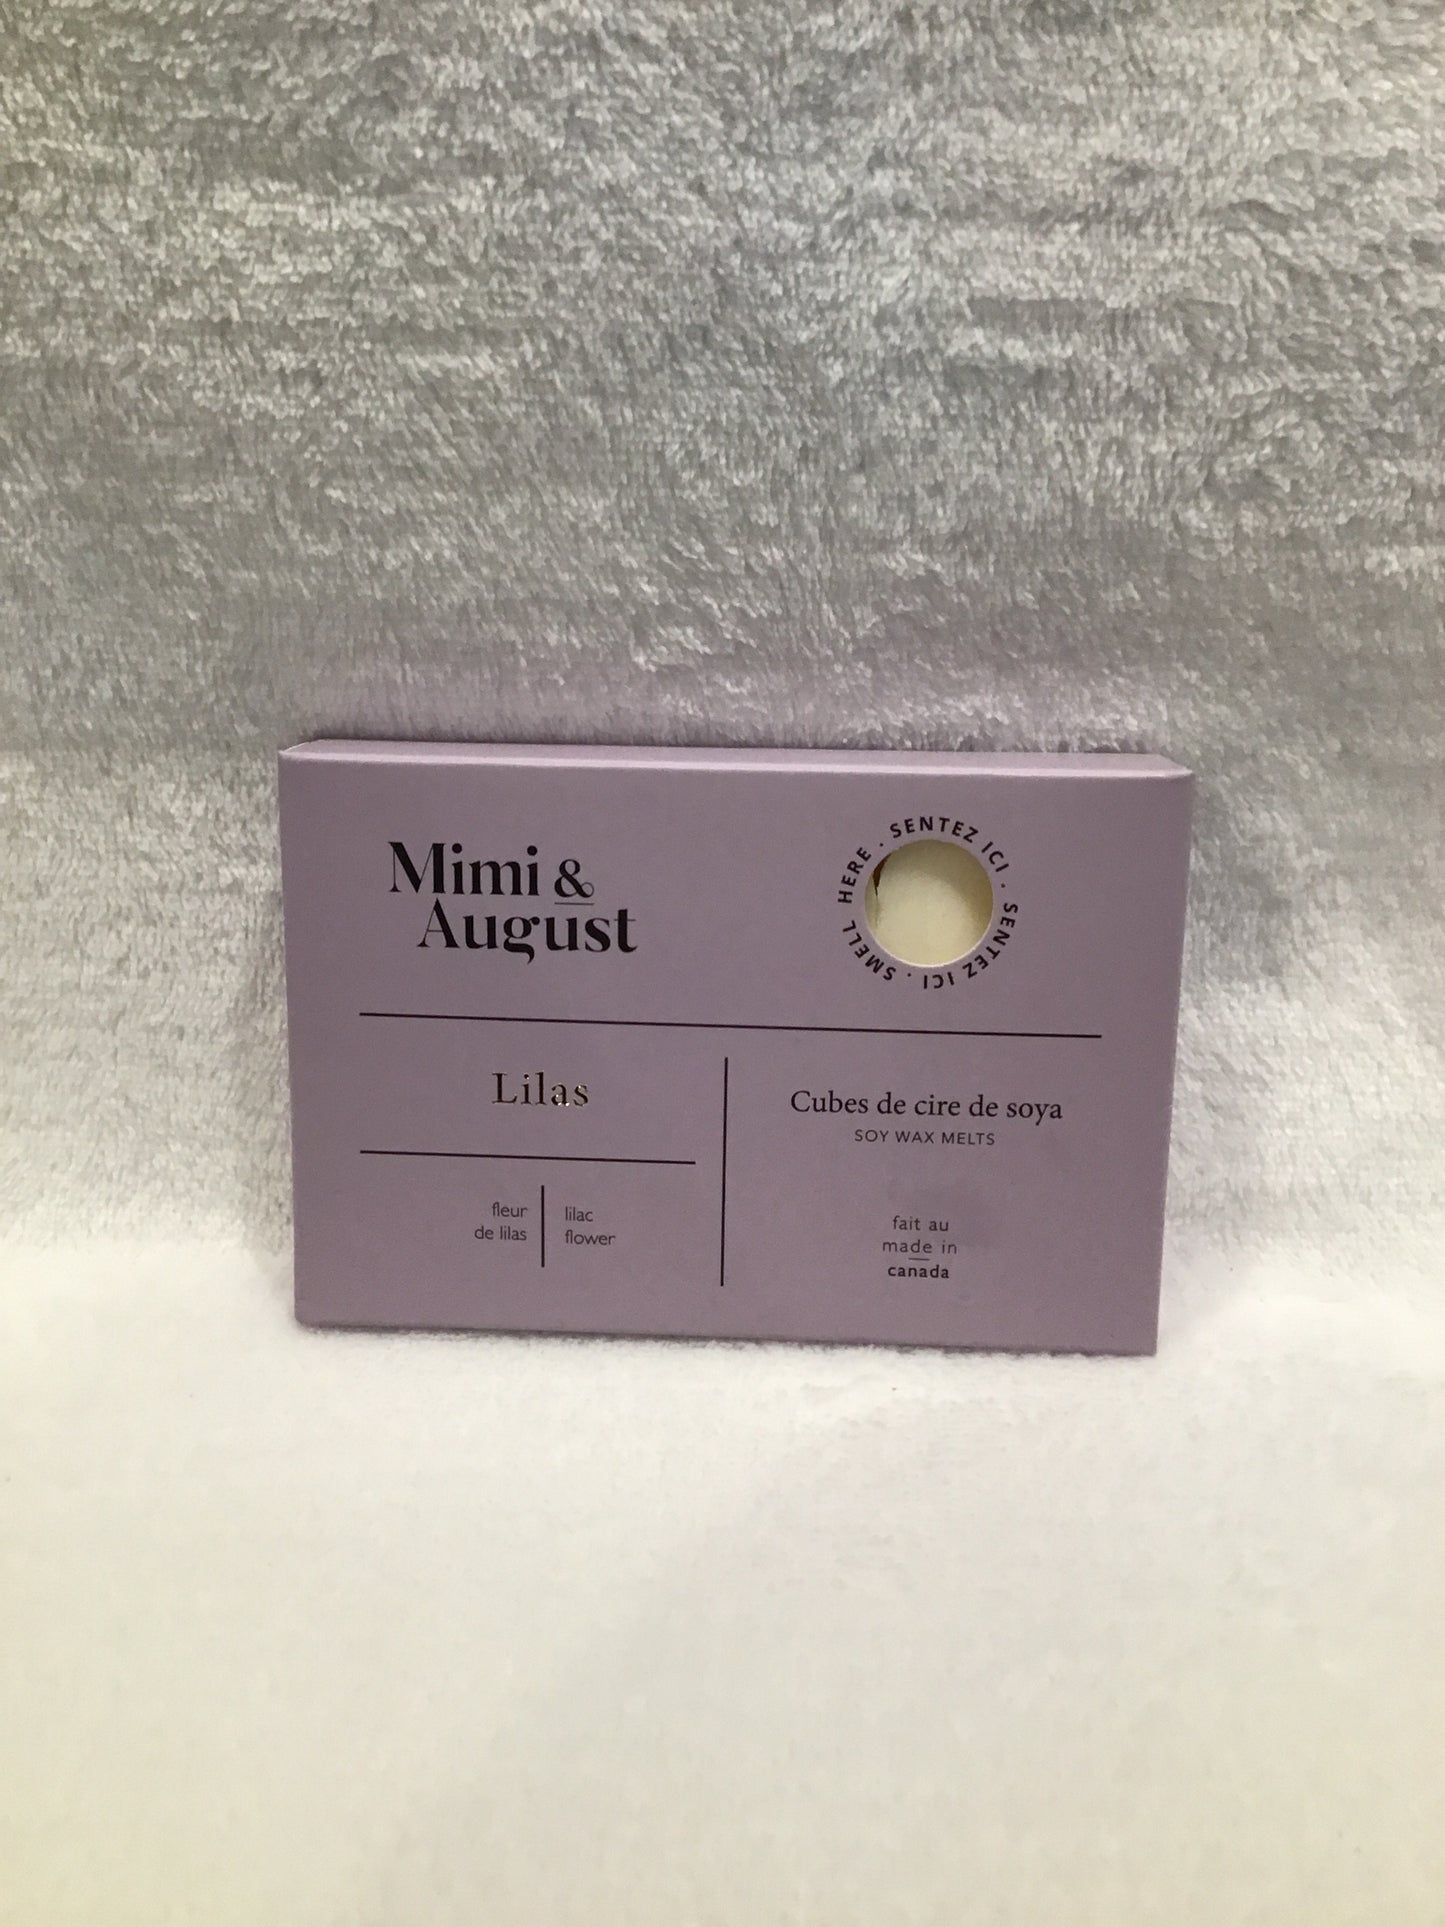 Mimi &
August
SENTEZ ICI . SENTEZ ICI . SMELL HERE .
Lilas
fleur
de lilas
lilac
flower
Cubes de cire de soya
SOY WAX MELTS
fait au
made in
canada